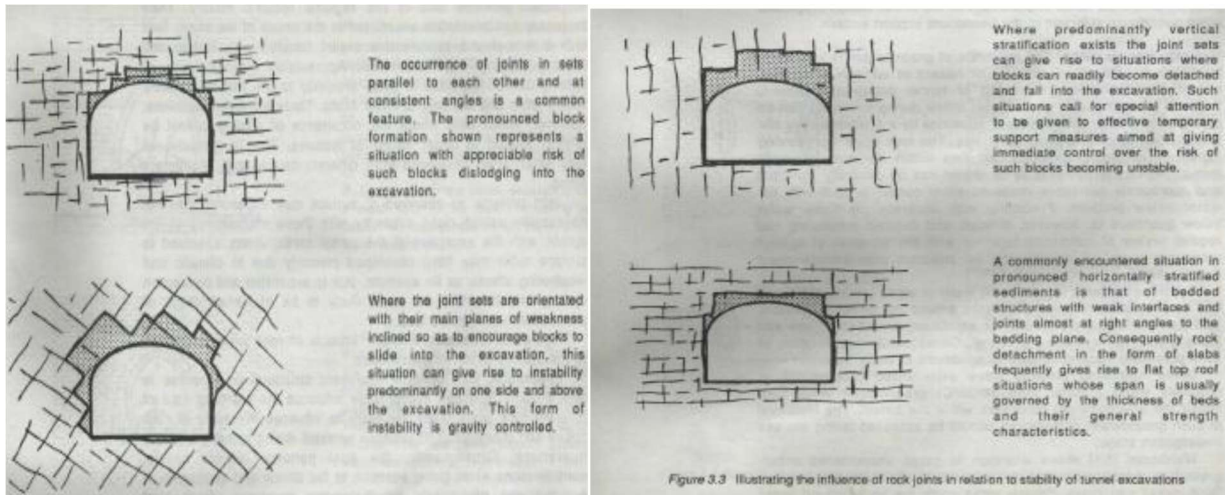 The occurrence of joints in sets
parallel to each other and at
consistent angles is a common
feature. The pronounced block
formation shown represents a
situation with appreciable risk of
such blocks dislodging into the
excavation.
Where the joint sets are orientated
with their main planes of weakness
inclined so as to encourage blocks to
slide into the excavation, this
situation can give rise to instability
predominantly on one side and above
the excavation. This form of
instability is gravity controlled.
Where predominantly vertical
stratification exists the joint sets
can give rise to situations where
blocks can readily become detached
and fall into the excavation. Such
situations call for special attention
to be given to effective temporary
support measures aimed at giving
immediate control over the risk of
such blocks becoming unstable.
A commonly encountered situation in
pronounced horizontally stratified
sediments is that of bedded
structures with weak interfaces and
joints almost at right angles to the
bedding plane. Consequently rock
detachment in the form of slabs
frequently gives rise to flat top roof
situations whose span is usually
governed by the thickness of beds
and their general strength
characteristics.
Figure 3.3 Illustrating the influence of rock joints in relation to stability of tunnel excavations